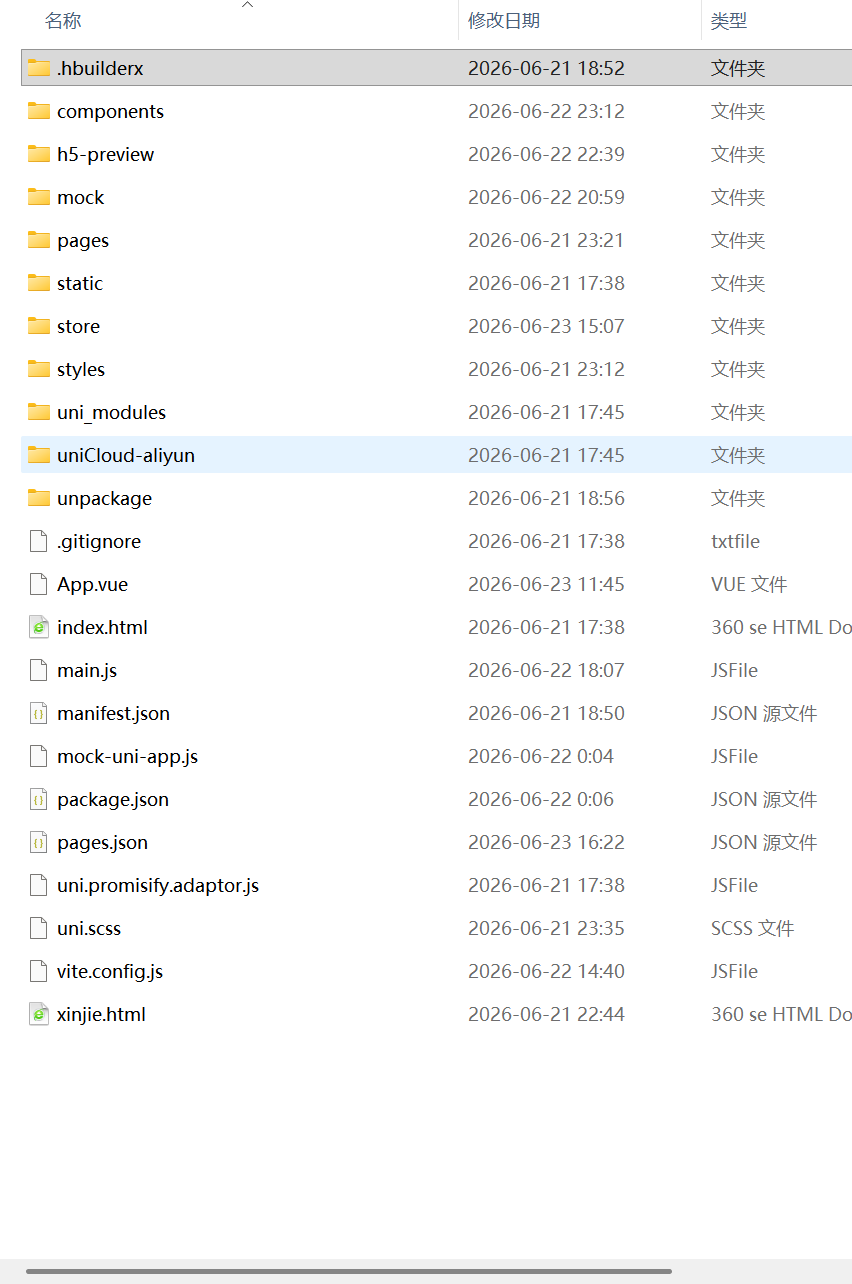 名称 修改日期 类型
.hbuilderx 2026-06-21 18:52 文件夹
components 2026-06-22 23:12 文件夹
h5-preview 2026-06-22 22:39 文件夹
mock 2026-06-22 20:59 文件夹
pages 2026-06-21 23:21 文件夹
static 2026-06-21 17:38 文件夹
store 2026-06-23 15:07 文件夹
styles 2026-06-21 23:12 文件夹
uni_modules 2026-06-21 17:45 文件夹
uniCloud-aliyun 2026-06-21 17:45 文件夹
unpackage 2026-06-21 18:56 文件夹
.gitignore 2026-06-21 17:38 txtfile
App.vue 2026-06-23 11:45 VUE 文件
index.html 2026-06-21 17:38 360 se HTML Do
main.js 2026-06-22 18:07 JSFile
manifest.json 2026-06-21 18:50 JSON 源文件
mock-uni-app.js 2026-06-22 0:04 JSFile
package.json 2026-06-22 0:06 JSON 源文件
pages.json 2026-06-23 16:22 JSON 源文件
uni.promisify.adaptor.js 2026-06-21 17:38 JSFile
uni.scss 2026-06-21 23:35 SCSS 文件
vite.config.js 2026-06-22 14:40 JSFile
xinjie.html 2026-06-21 22:44 360 se HTML Do